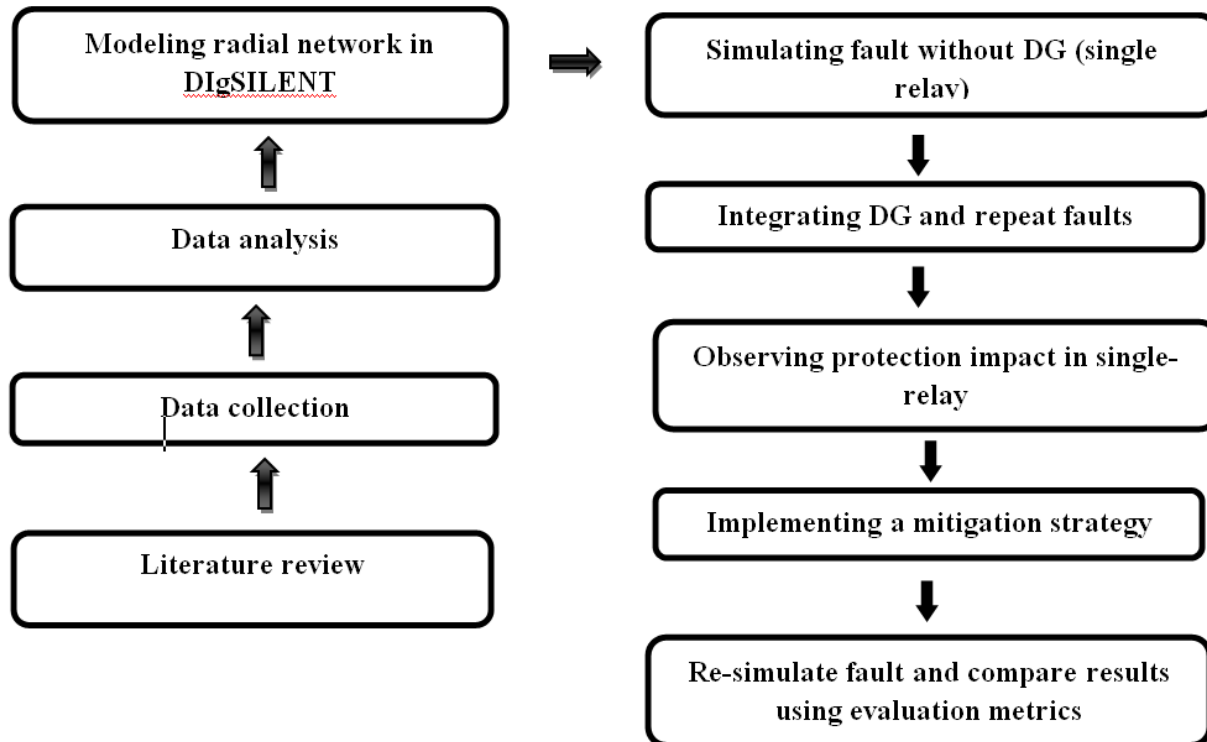 Modeling radial network in
DIgSILENT
Data analysis
Data collection
Literature review
Simulating fault without DG (single
relay)
Integrating DG and repeat faults
Observing protection impact in single-
relay
Implementing a mitigation strategy
Re-simulate fault and compare results
using evaluation metrics